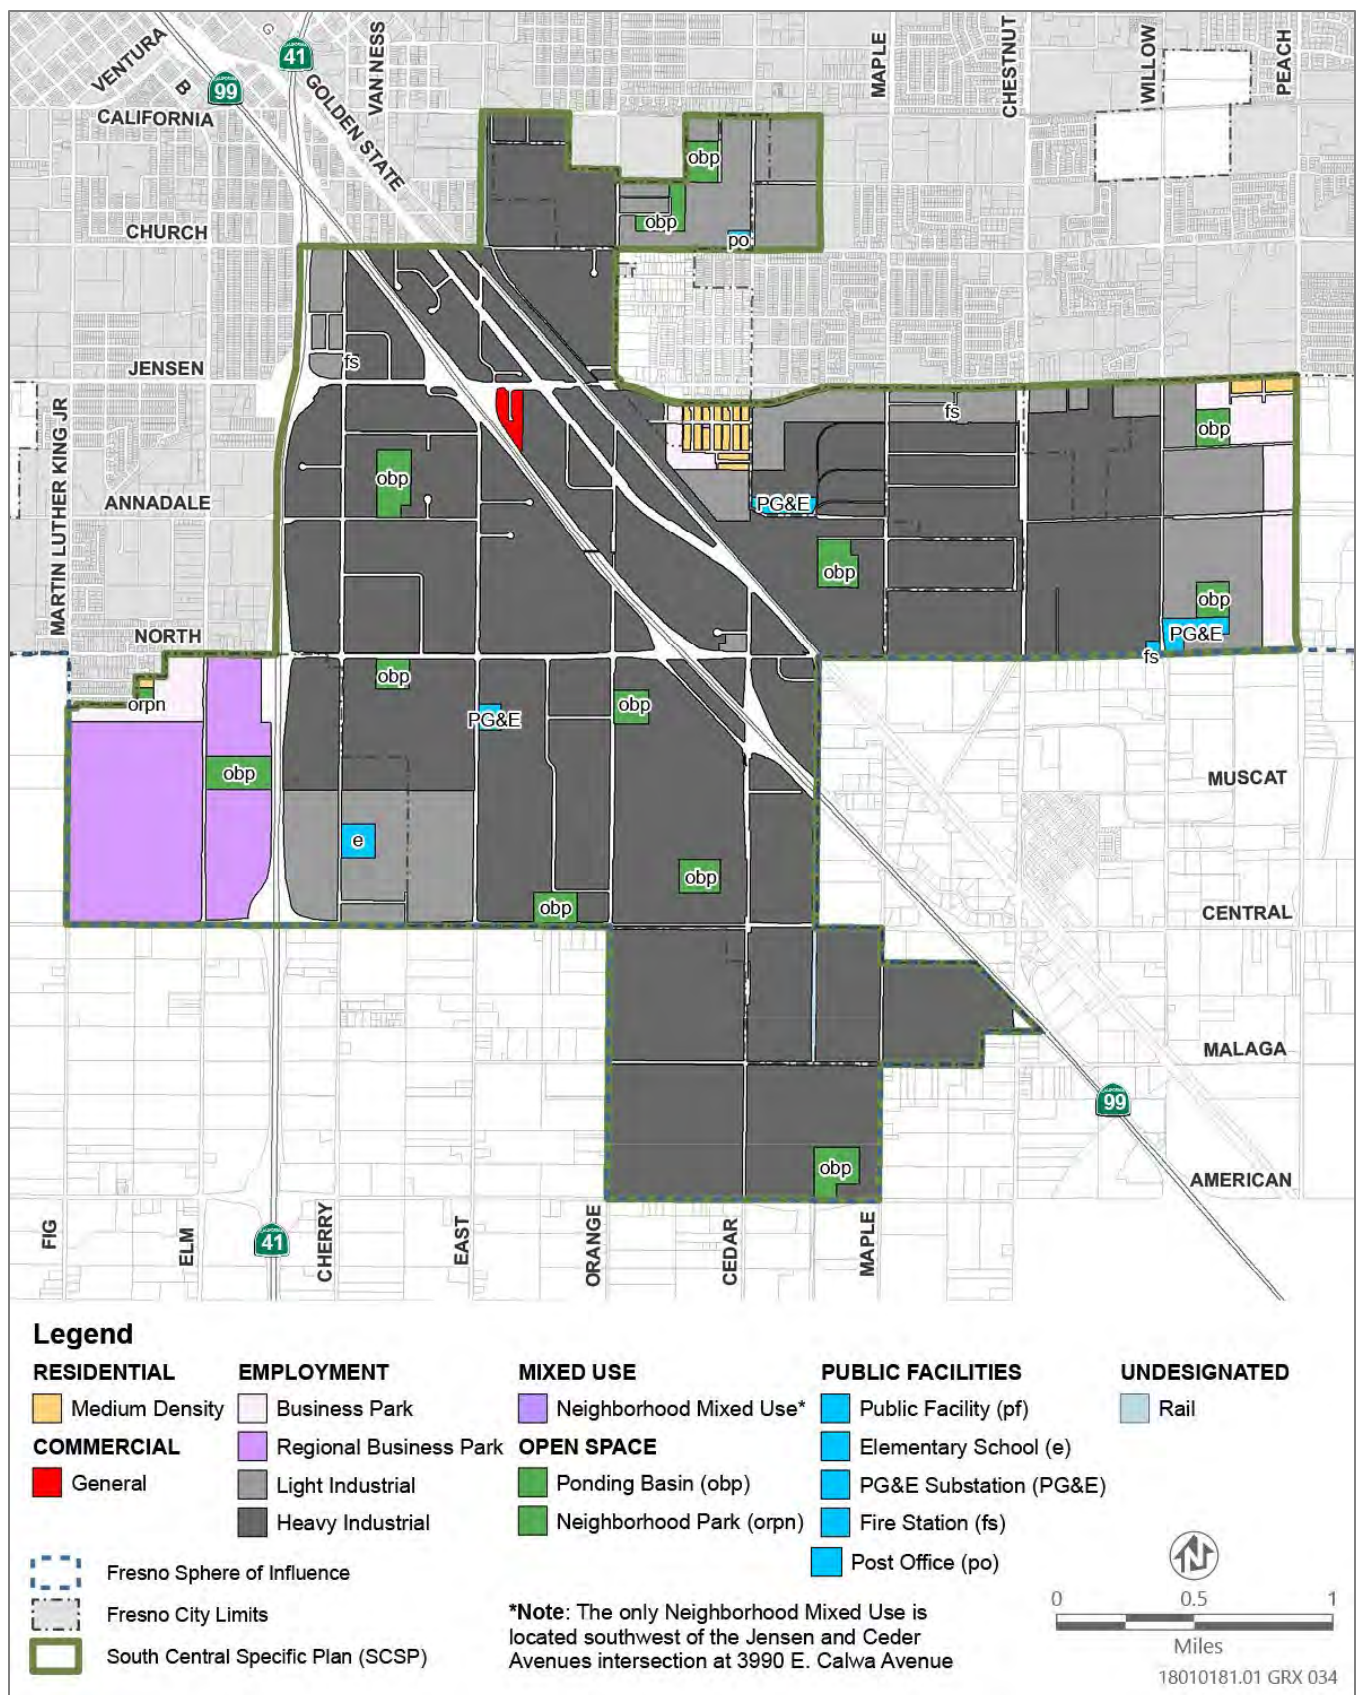 VENTURA
B
G
CALIFORNIA
41
CALIFORNIA
99
GOLDEN STATE
VAN NESS
MAPLE
CHESTNUT
WILLOW
PEACH
CALIFORNIA
CHURCH
JENSEN
MARTIN LUTHER KING JR
ANNADALE
NORTH
obp
obp
po
fs
fs
obp
obp
PG&E
obp
obp
PG&E
fs
orpn
obp
obp
PG&E
obp
e
obp
obp
obp
MUSCAT
CENTRAL
MALAGA
AMERICAN
CALIFORNIA
99
FIG
ELM
CALIFORNIA
41
CHERRY
EAST
ORANGE
CEDAR
MAPLE
Legend
RESIDENTIAL
Medium Density
COMMERCIAL
General
EMPLOYMENT
Business Park
Regional Business Park
Light Industrial
Heavy Industrial
MIXED USE
Neighborhood Mixed Use*
OPEN SPACE
Ponding Basin (obp)
Neighborhood Park (orpn)
PUBLIC FACILITIES
Public Facility (pf)
Elementary School (e)
PG&E Substation (PG&E)
Fire Station (fs)
Post Office (po)
UNDESIGNATED
Rail
Fresno Sphere of Influence
Fresno City Limits
South Central Specific Plan (SCSP)
*Note: The only Neighborhood Mixed Use is
located southwest of the Jensen and Ceder
Avenues intersection at 3990 E. Calwa Avenue
N
0 0.5 1
Miles
18010181.01 GRX 034